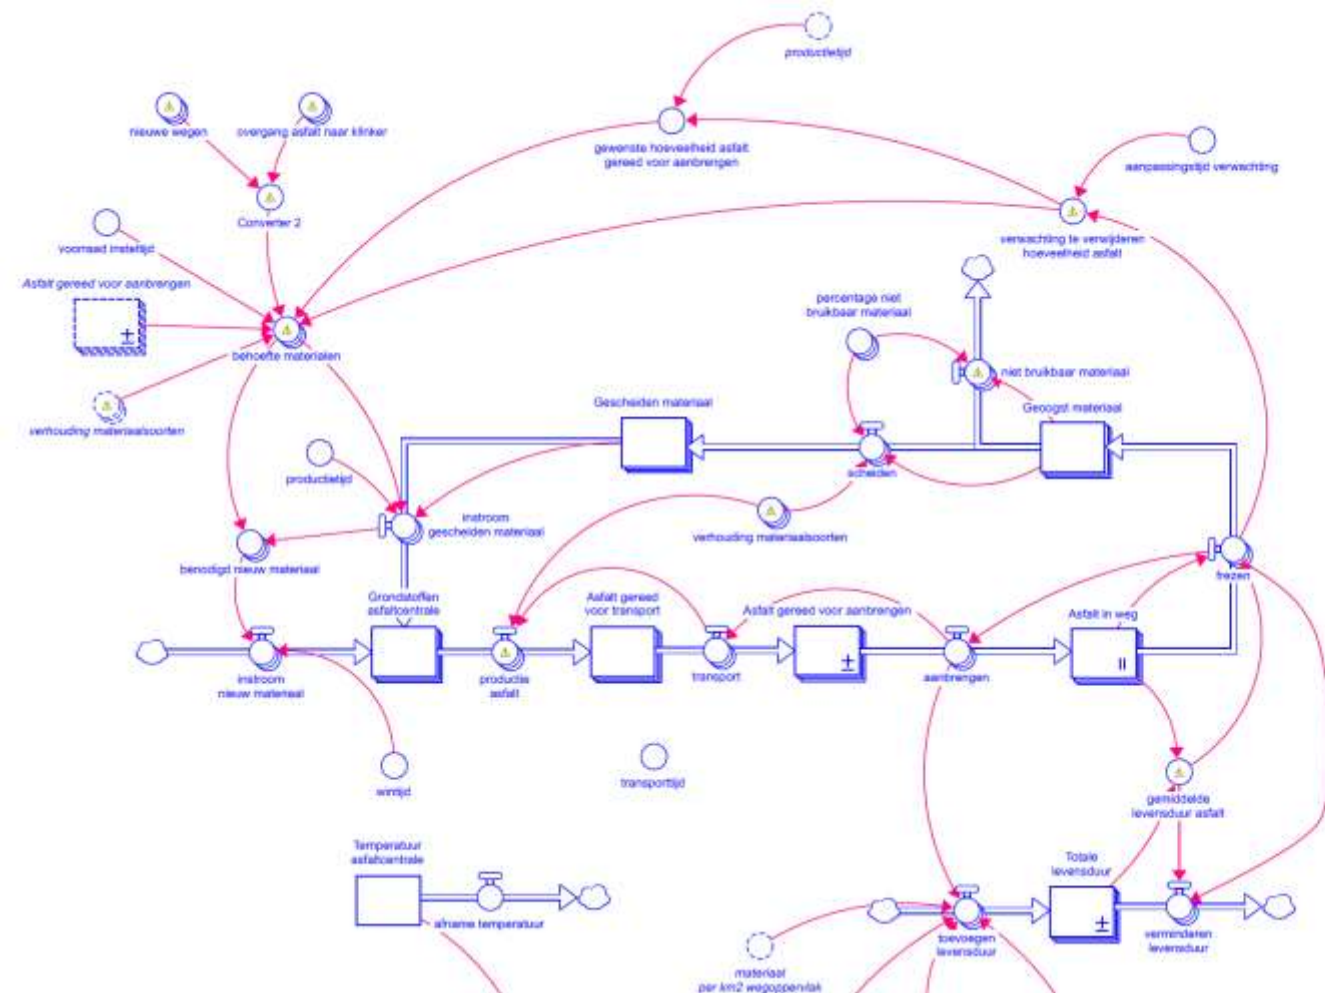 productietijd
nieuwe wegen
overgang asfalt naar klinker
gewenste hoeveelheid asfalt
gereed voor aanbrengen
aanpassingstijd verwachting
Converter 2
voorraad insteltijd
verwachting te verwijderen
hoeveelheid asfalt
Asfalt gereed voor aanbrengen
percentage niet
bruikbaar materiaal
behoefte materialen
niet bruikbaar materiaal
Gescheiden materiaal
Geoogst materiaal
verhouding materiaalsoorten
scheiden
productietijd
instroom
gescheiden materiaal
verhouding materiaalsoorten
benodigd nieuw materiaal
frezen
Grondstoffen
asfaltcentrale
Asfalt gereed
voor transport
Asfalt gereed voor aanbrengen
Asfalt in weg
instroom
nieuw materiaal
productie
asfalt
transport
aanbrengen
wintijd
transporttijd
gemiddelde
levensduur asfalt
Temperatuur
asfaltcentrale
Totale
levensduur
afname temperatuur
toevoegen
levensduur
verminderen
levensduur
materiaal
per km2 wegoppervlak